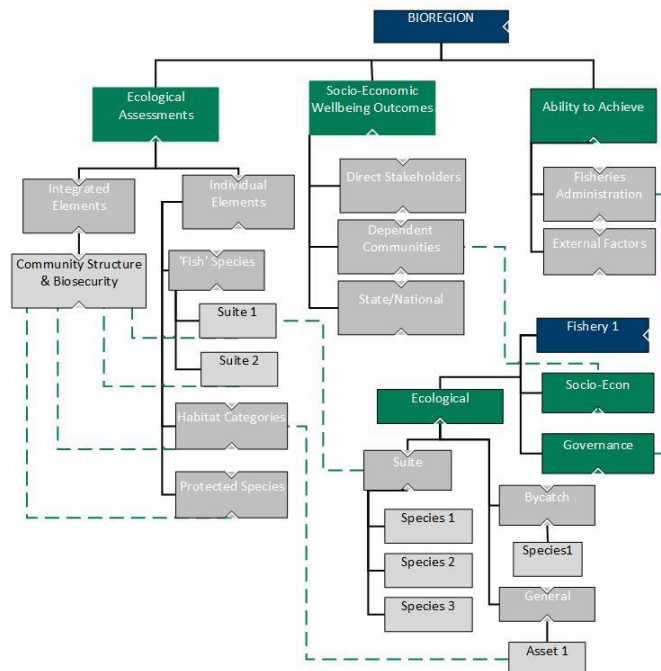 BIOREGION
Ecological
Assessments
Socio-Economic
Wellbeing Outcomes
Ability to Achieve
Integrated
Elements
Individual
Elements
Direct Stakeholders
Fisheries
Administration
Community Structure
& Biosecurity
'Fish' Species
Dependent
Communities
External Factors
Suite 1
State/National
Suite 2
Fishery 1
Ecological
Socio-Econ
Habitat Categories
Governance
Suite
Protected Species
Bycatch
Species 1
Species1
Species 2
General
Species 3
Asset 1